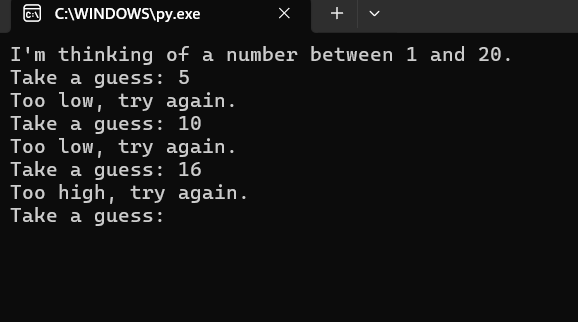 C:\WINDOWS\py.exe
I'm thinking of a number between 1 and 20.
Take a guess: 5
Too low, try again.
Take a guess: 10
Too low, try again.
Take a guess: 16
Too high, try again.
Take a guess: